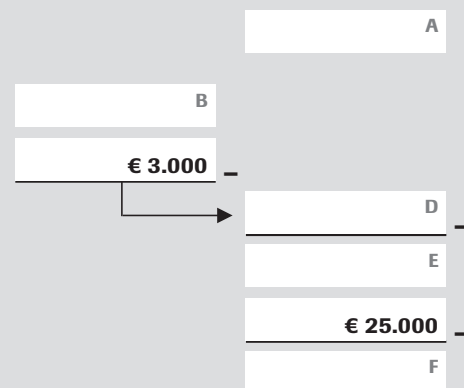 A
B
€ 3.000 –
D –
E
€ 25.000 –
F